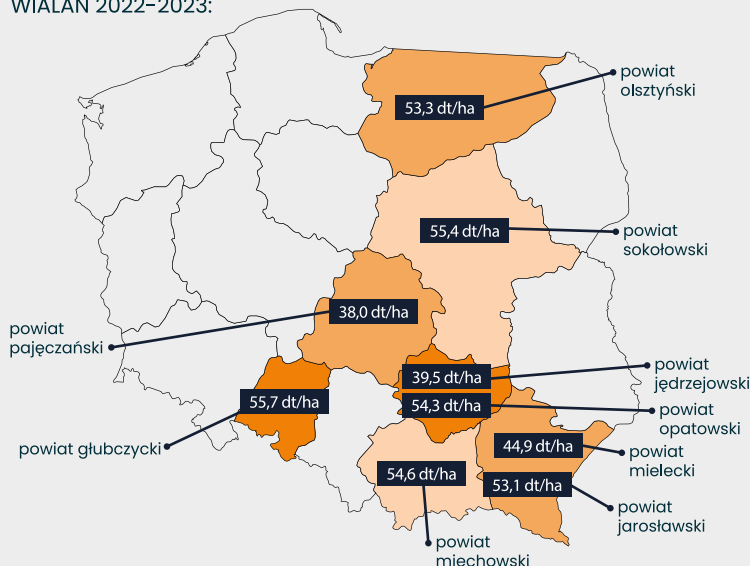 WIALAN 2022-2023:
53,3 dt/ha
powiat
olsztyński
55,4 dt/ha
powiat
sokołowski
38,0 dt/ha
powiat
pajęczański
39,5 dt/ha
powiat
jędrzejowski
54,3 dt/ha
powiat
opatowski
55,7 dt/ha
powiat głubczycki
44,9 dt/ha
powiat
mielecki
54,6 dt/ha
powiat
miechowski
53,1 dt/ha
powiat
jarosławski